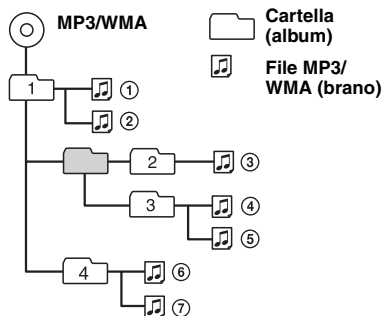 MP3/WMA
Cartella
(album)
File MP3/
WMA (brano)
1
①
②
2
③
3
④
⑤
4
⑥
⑦